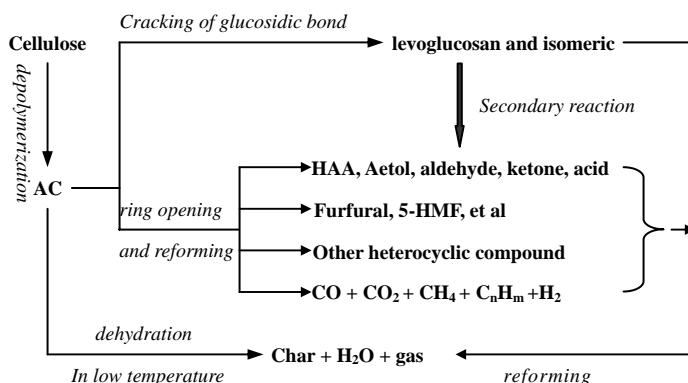 Cracking of glucosidic bond
Cellulose
levoglucosan and isomeric
depolymerization
Secondary reaction
HAA, Aetol, aldehyde, ketone, acid
AC
ring opening
Furfural, 5-HMF, et al
and reforming
Other heterocyclic compound
CO + CO₂ + CH₄ + CₙHₘ +H₂
dehydration
Char + H₂O + gas
In low temperature
reforming